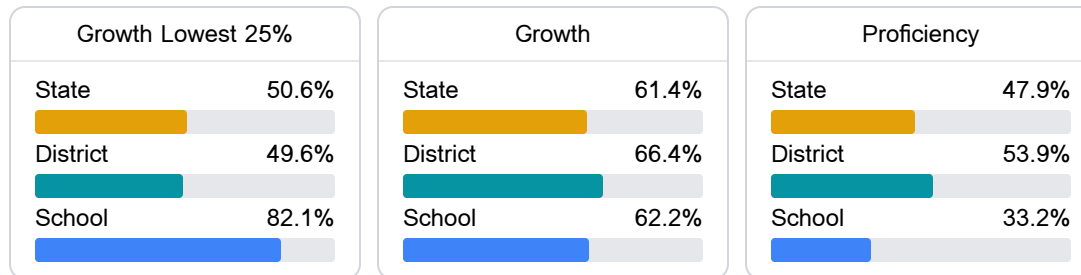 Growth Lowest 25%
State 50.6%
District 49.6%
School 82.1%
Growth
State 61.4%
District 66.4%
School 62.2%
Proficiency
State 47.9%
District 53.9%
School 33.2%